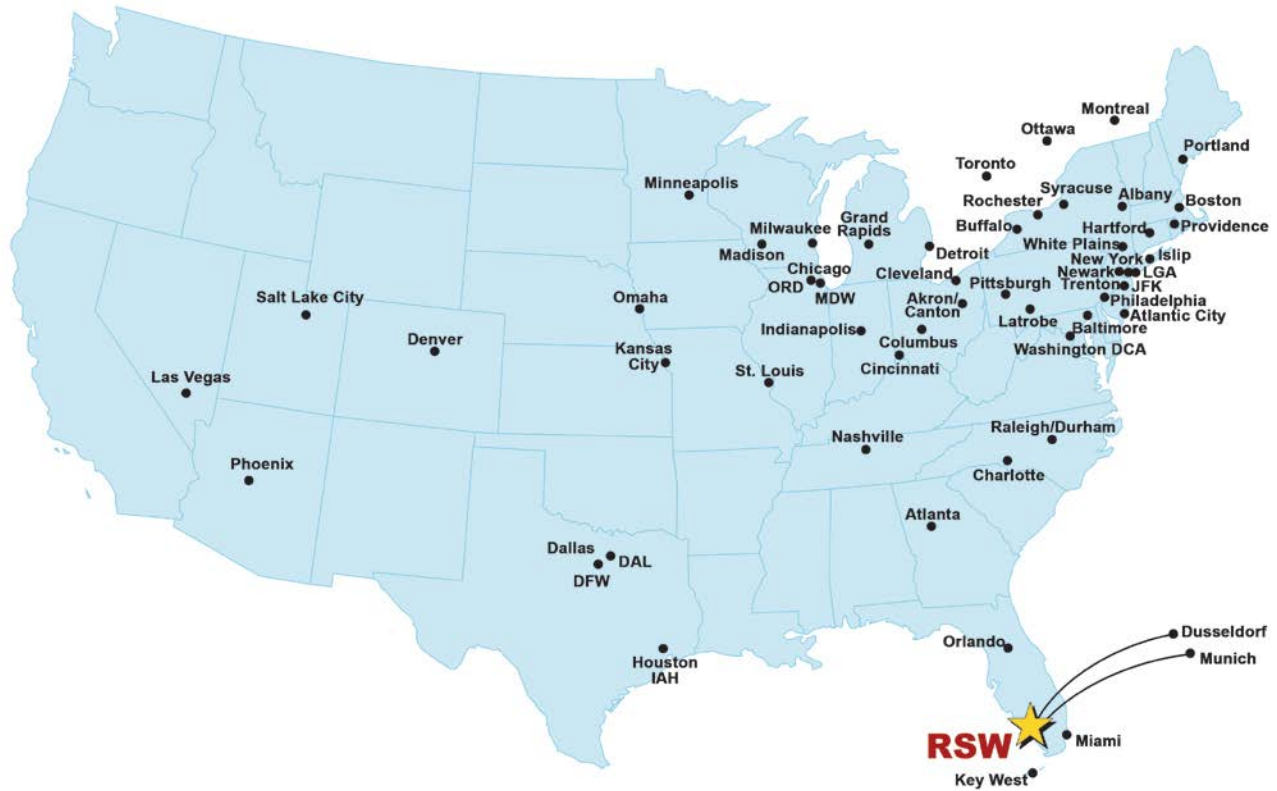 Montreal
Ottawa
Portland
Toronto
Minneapolis
Syracuse
Albany
Rochester
Boston
Grand
Rapids
Milwaukee
Buffalo
Hartford
Providence
Madison
Detroit
White Plains
Islip
New York
Chicago
Cleveland
Newark
LGA
ORD
MDW
Pittsburgh
Trenton
JFK
Salt Lake City
Omaha
Akron/
Canton
Philadelphia
Latrobe
Atlantic City
Indianapolis
Baltimore
Denver
Columbus
Washington DCA
Kansas
City
Cincinnati
St. Louis
Las Vegas
Raleigh/Durham
Nashville
Phoenix
Charlotte
Atlanta
Dallas
DAL
DFW
Dusseldorf
Orlando
Munich
Houston
IAH
RSW
Miami
Key West